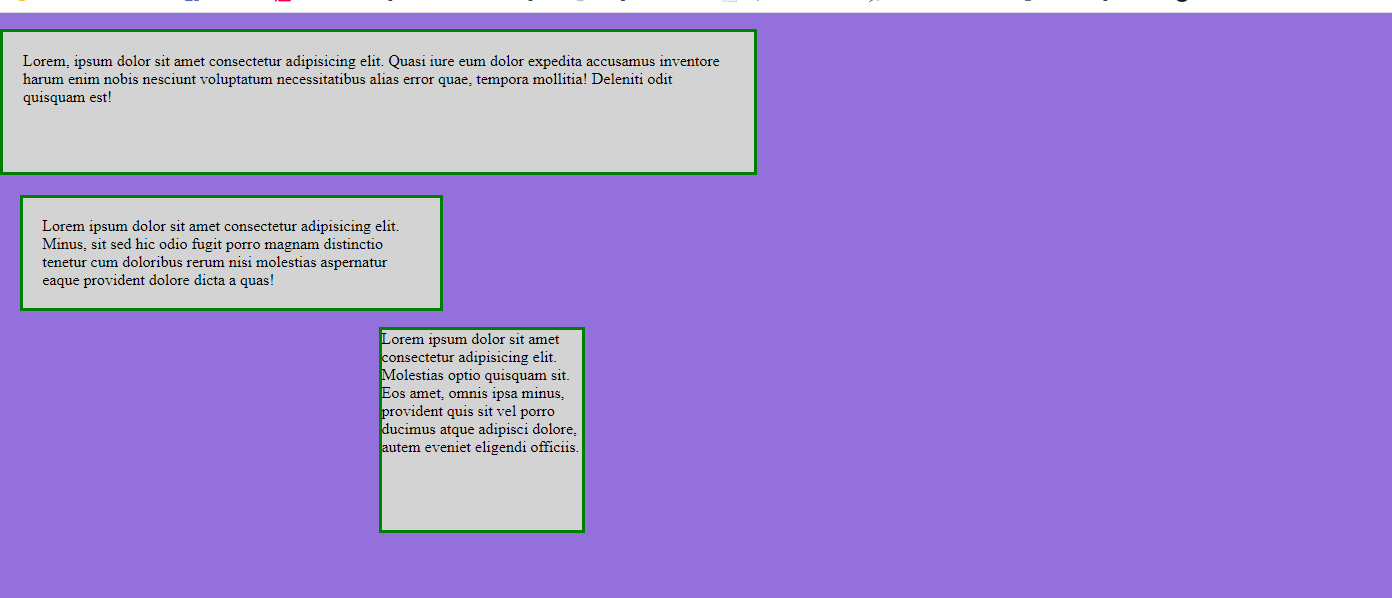 Lorem, ipsum dolor sit amet consectetur adipisicing elit. Quasi iure eum dolor expedita accusamus inventore
harum enim nobis nesciunt voluptatum necessitatibus alias error quae, tempora mollitia! Deleniti odit
quisquam est!
Lorem ipsum dolor sit amet consectetur adipisicing elit.
Minus, sit sed hic odio fugit porro magnam distinctio
tenetur cum doloribus rerum nisi molestias aspernatur
eaque provident dolore dicta a quas!
Lorem ipsum dolor sit amet
consectetur adipisicing elit.
Molestias optio quisquam sit.
Eos amet, omnis ipsa minus,
provident quis sit vel porro
ducimus atque adipisci dolore,
autem eveniet eligendi officiis.